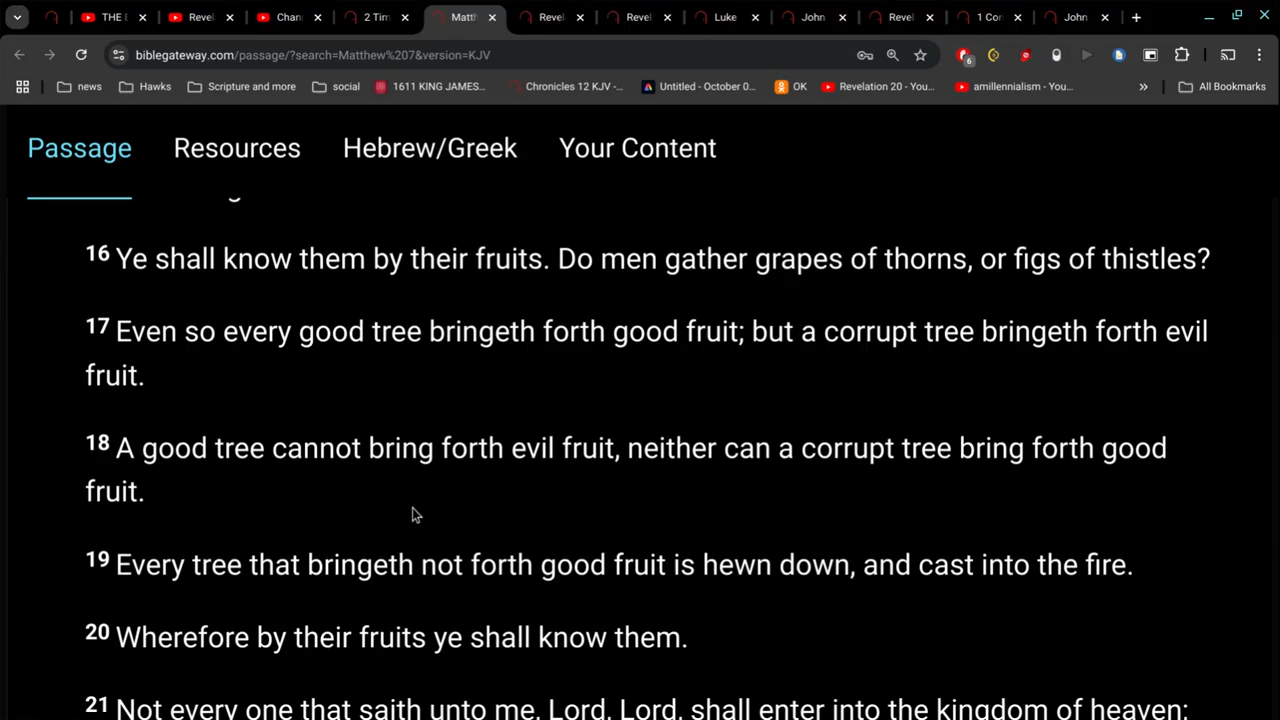 THE E
Revel
Chan
2 Tim
Matth
Revel
Revel
Luke
John
Revel
1 Cor
John
biblegateway.com/passage/?search=Matthew%207&version=KJV
6
news
Hawks
Scripture and more
social
1611 KING JAMES...
Chronicles 12 KJV -...
Untitled - October 0...
OK
Revelation 20 - You...
amillennialism - You...
»
All Bookmarks
Passage Resources Hebrew/Greek Your Content
16 Ye shall know them by their fruits. Do men gather grapes of thorns, or figs of thistles?
17 Even so every good tree bringeth forth good fruit; but a corrupt tree bringeth forth evil
fruit.
18 A good tree cannot bring forth evil fruit, neither can a corrupt tree bring forth good
fruit.
19 Every tree that bringeth not forth good fruit is hewn down, and cast into the fire.
20 Wherefore by their fruits ye shall know them.
21 Not every one that saith unto me, Lord, Lord, shall enter into the kingdom of heaven;